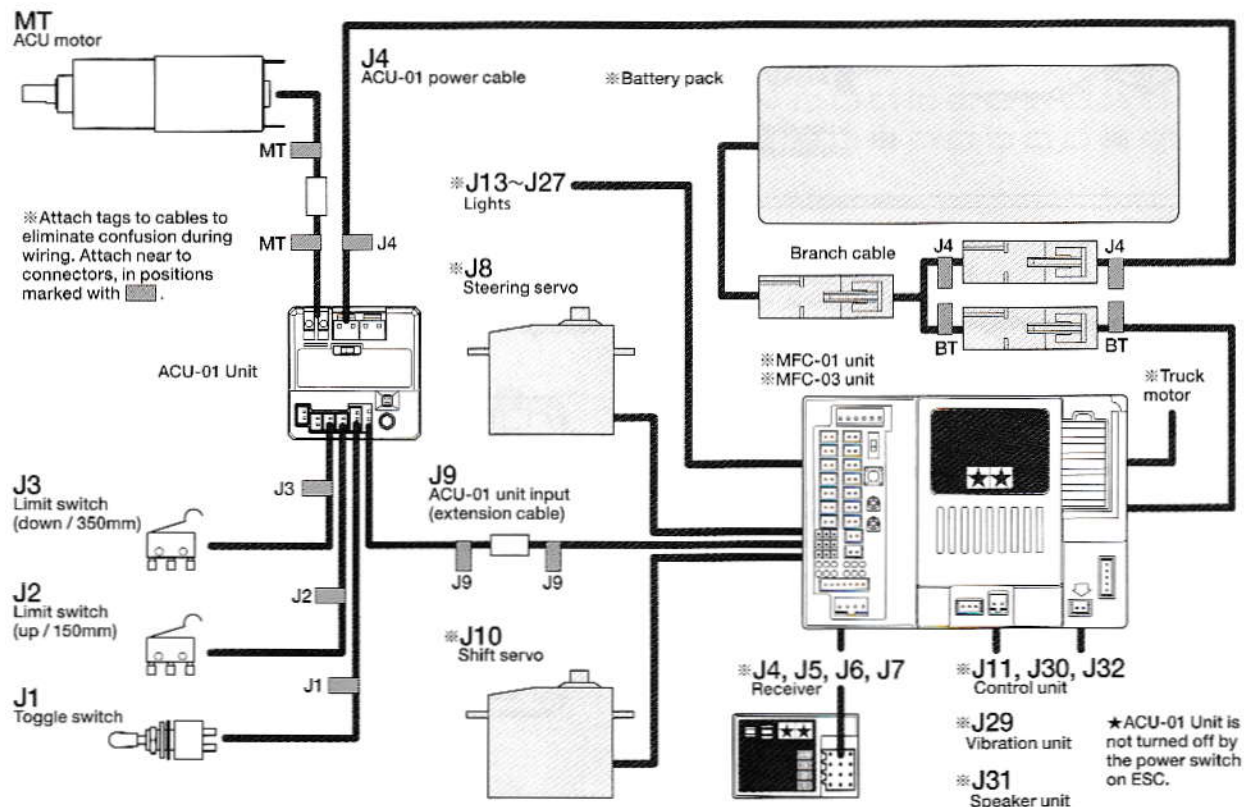 MT
ACU motor
J4
ACU-01 power cable
※Battery pack
MT
※J13~J27
Lights
※Attach tags to cables to
eliminate confusion during
wiring. Attach near to
connectors, in positions
marked with .
MT
J4
※J8
Steering servo
Branch cable
J4
J4
BT
BT
ACU-01 Unit
※MFC-01 unit
※MFC-03 unit
※Truck
motor
J3
Limit switch
(down / 350mm)
J3
J9
ACU-01 unit input
(extension cable)
J9
J9
J2
Limit switch
(up / 150mm)
J2
※J10
Shift servo
J1
Toggle switch
J1
※J4, J5, J6, J7
Receiver
※J11, J30, J32
Control unit
※J29
Vibration unit
※J31
Speaker unit
★ACU-01 Unit is
not turned off by
the power switch
on ESC.